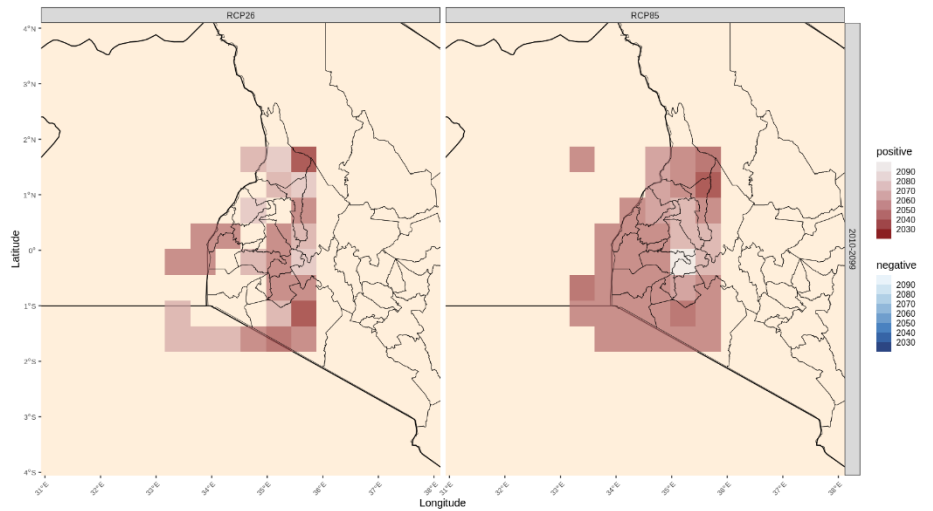 RCP26
RCP85
4°N
3°N
2°N
1°N
0°
1°S
2°S
3°S
4°S
Latitude
31°E
32°E
33°E
34°E
35°E
36°E
37°E
38°E
31°E
32°E
33°E
34°E
35°E
36°E
37°E
38°E
Longitude
2010-2099
positive
2090
2080
2070
2060
2050
2040
2030
negative
2090
2080
2070
2060
2050
2040
2030